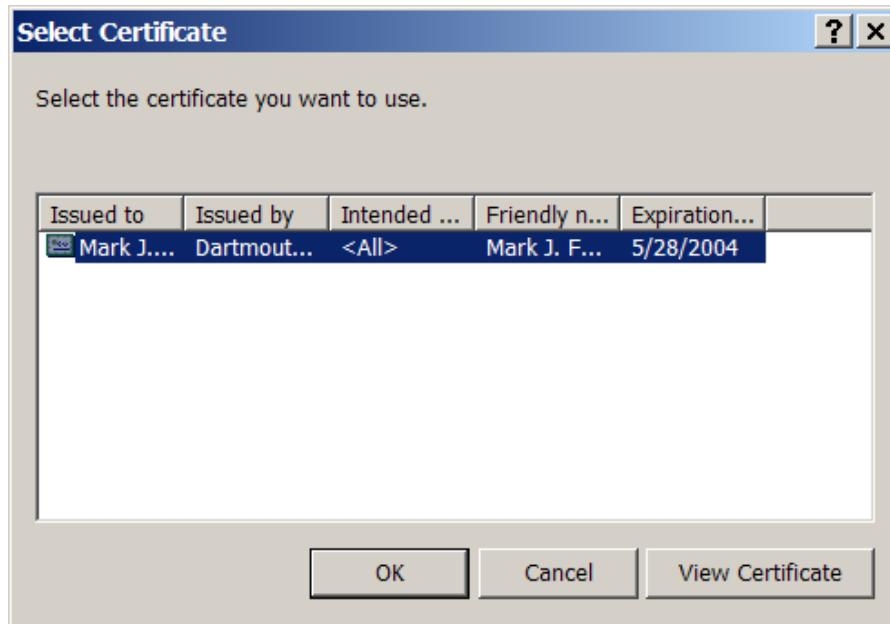 Select Certificate
Select the certificate you want to use.
Issued to Issued by Intended ... Friendly n... Expiration...
Mark J.... Dartmout... <All> Mark J. F... 5/28/2004
OK Cancel View Certificate